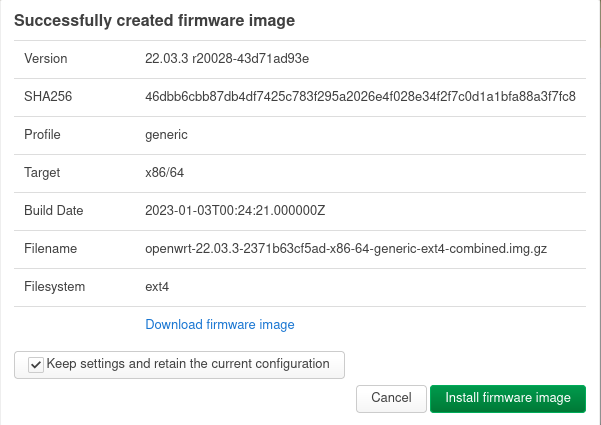 Successfully created firmware image
Version 22.03.3 r20028-43d71ad93e
SHA256 46dbb6cbb87db4df7425c783f295a2026e4f028e34f2f7c0d1a1bfa88a3f7fc8
Profile generic
Target x86/64
Build Date 2023-01-03T00:24:21.000000Z
Filename openwrt-22.03.3-2371b63cf5ad-x86-64-generic-ext4-combined.img.gz
Filesystem ext4
Download firmware image
Keep settings and retain the current configuration
Cancel Install firmware image